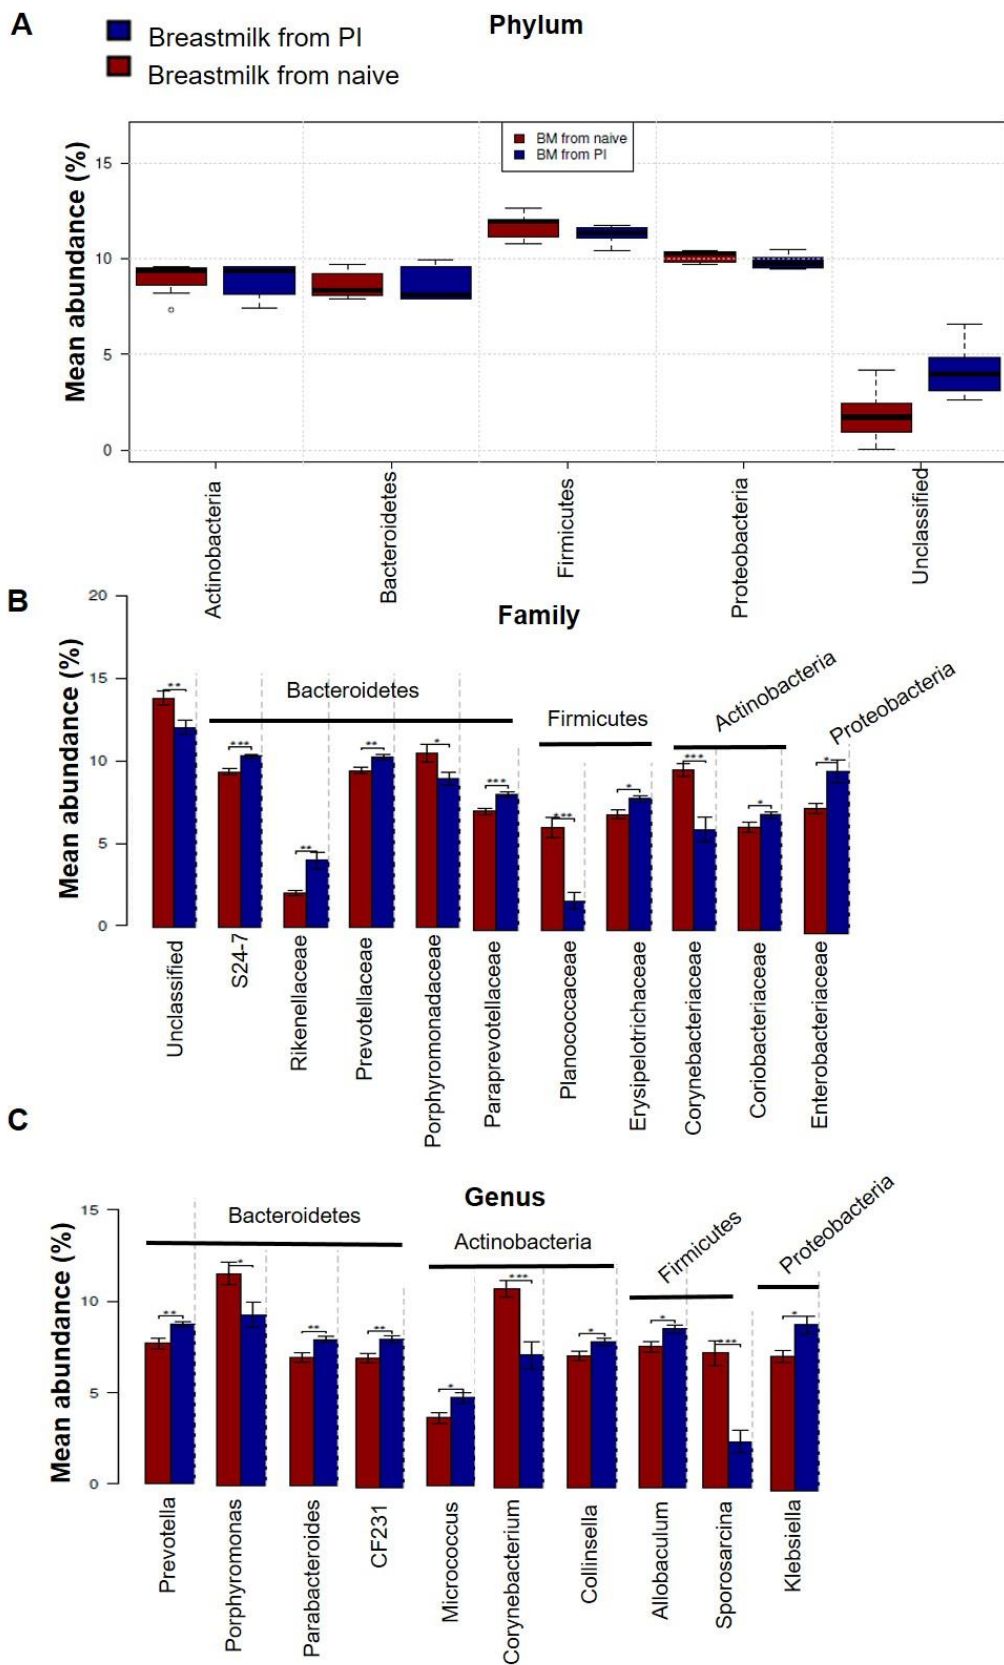 A
Phylum
Breastmilk from PI
Breastmilk from naive
Mean abundance (%)
BM from naive
BM from PI
15
10
5
0
Actinobacteria
Bacteroidetes
Firmicutes
Proteobacteria
Unclassified
B
Family
Mean abundance (%)
20
15
10
5
0
Bacteroidetes
Firmicutes
Actinobacteria
Proteobacteria
**
***
**
**
*
***
***
*
***
*
*
Unclassified
S24-7
Rikenellaceae
Prevotellaceae
Porphyromonadaceae
Paraprevotellaceae
Planococcaceae
Erysipelotrichaceae
Corynebacteriaceae
Coriobacteriaceae
Enterobacteriaceae
C
Genus
Mean abundance (%)
15
10
5
0
Bacteroidetes
Actinobacteria
Firmicutes
Proteobacteria
**
*
**
**
*
***
*
*
***
*
Prevotella
Porphyromonas
Parabacteroides
CF231
Micrococcus
Corynebacterium
Collinsella
Allobaculum
Sporosarcina
Klebsiella